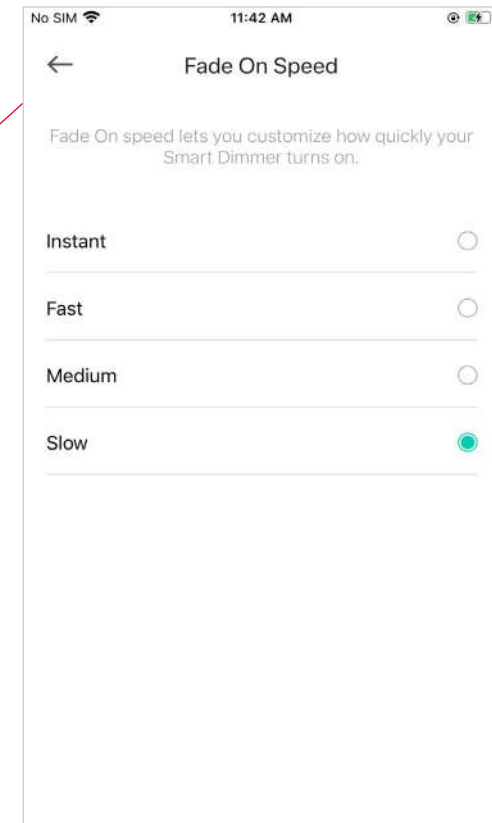 No SIM 11:42 AM
Fade On Speed
Fade On speed lets you customize how quickly your
Smart Dimmer turns on.
Instant
Fast
Medium
Slow